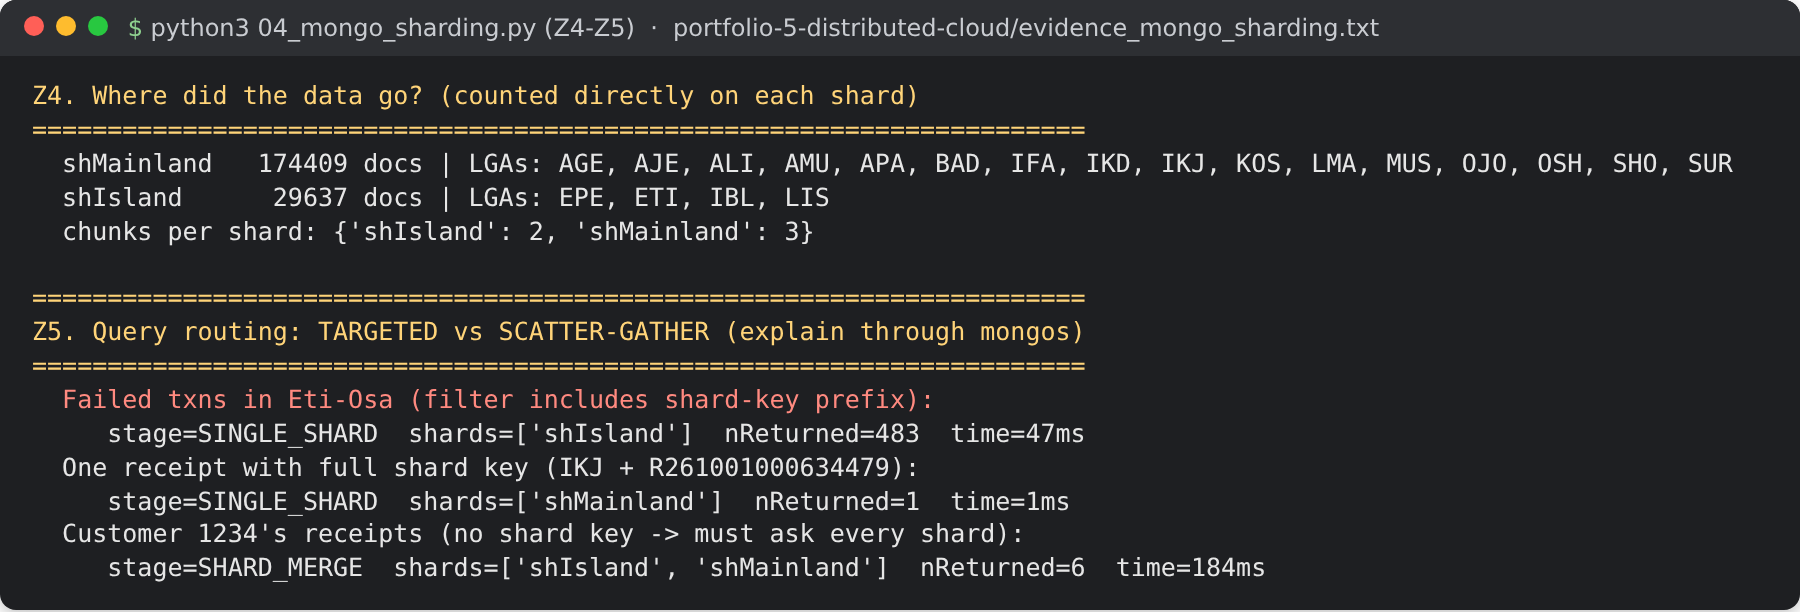 $ python3 04_mongo_sharding.py (Z4-Z5)  ·  portfolio-5-distributed-cloud/evidence_mongo_sharding.txt
Z4. Where did the data go? (counted directly on each shard)
======================================================================
  shMainland   174409 docs | LGAs: AGE, AJE, ALI, AMU, APA, BAD, IFA, IKD, IKJ, KOS, LMA, MUS, OJO, OSH, SHO, SUR
  shIsland      29637 docs | LGAs: EPE, ETI, IBL, LIS
  chunks per shard: {'shIsland': 2, 'shMainland': 3}
======================================================================
Z5. Query routing: TARGETED vs SCATTER-GATHER (explain through mongos)
======================================================================
  Failed txns in Eti-Osa (filter includes shard-key prefix):
     stage=SINGLE_SHARD  shards=['shIsland']  nReturned=483  time=47ms
  One receipt with full shard key (IKJ + R261001000634479):
     stage=SINGLE_SHARD  shards=['shMainland']  nReturned=1  time=1ms
  Customer 1234's receipts (no shard key -> must ask every shard):
     stage=SHARD_MERGE  shards=['shIsland', 'shMainland']  nReturned=6  time=184ms